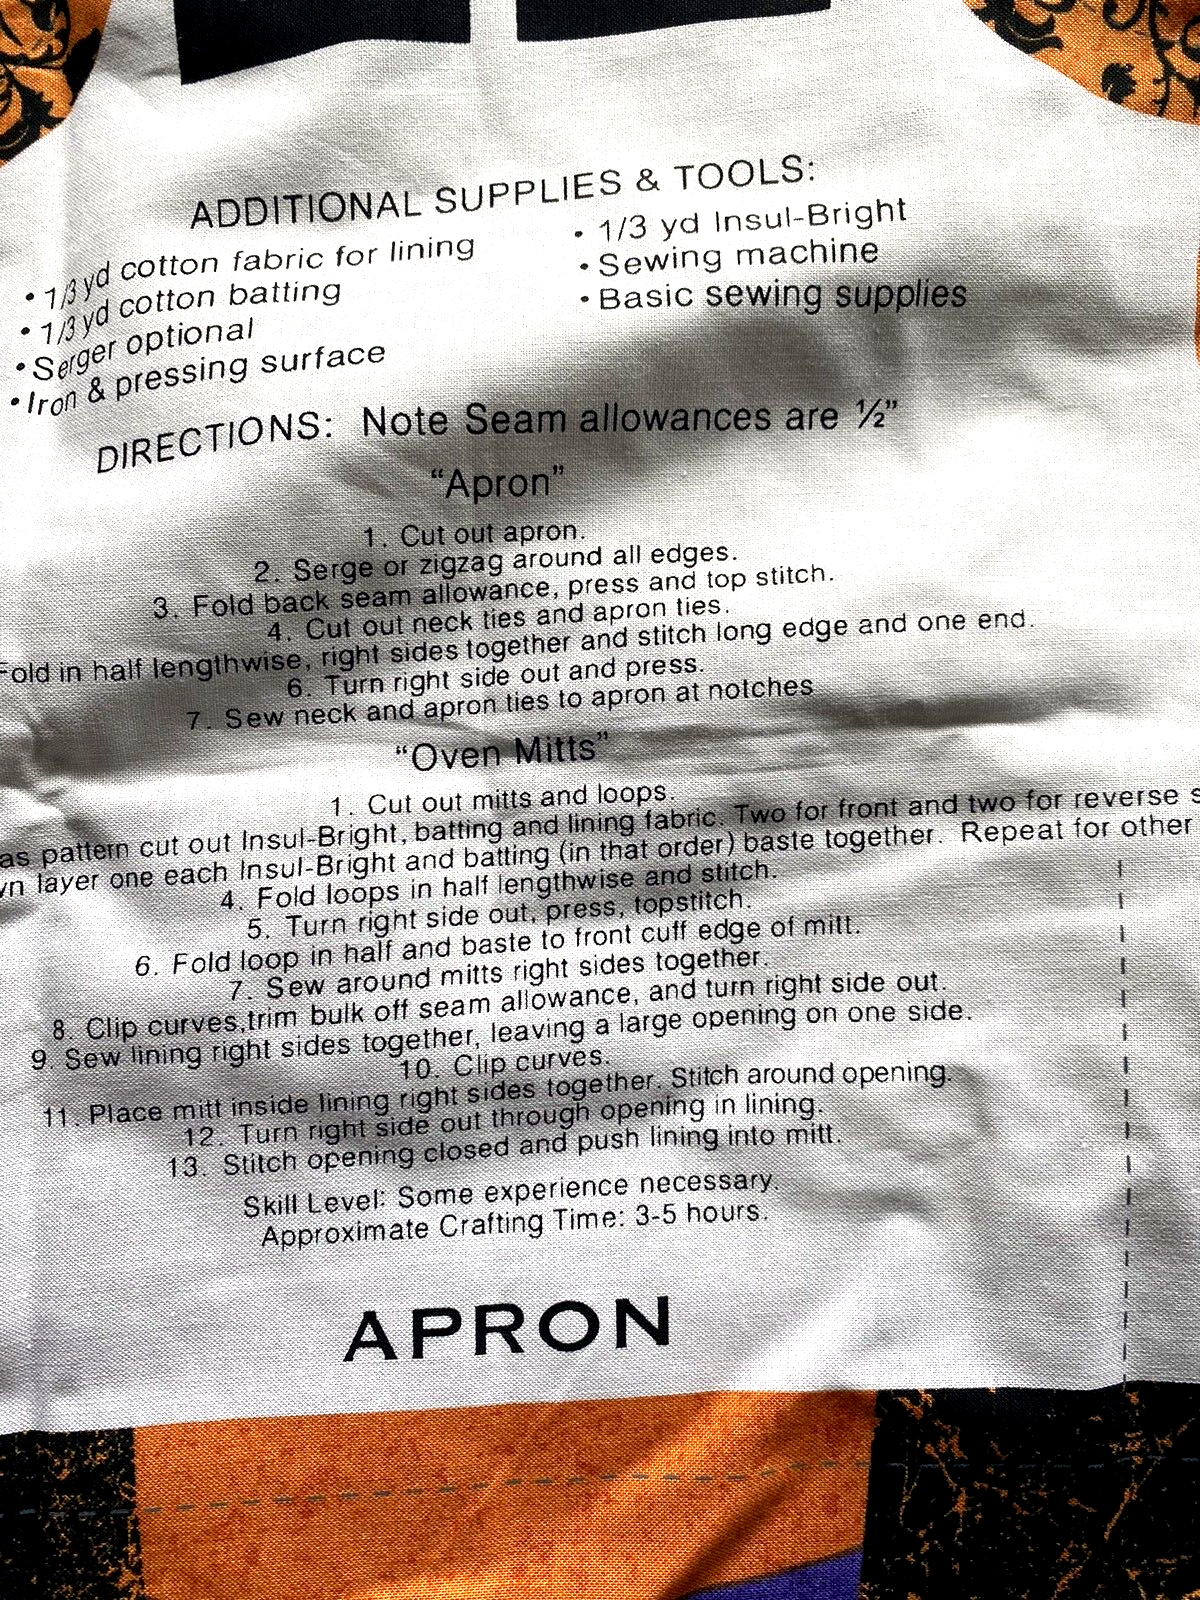 ADDITIONAL SUPPLIES & TOOLS:
• 1/3 yd cotton fabric for lining
• 1/3 yd cotton batting
• Serger optional
• Iron & pressing surface
• 1/3 yd Insul-Bright
• Sewing machine
• Basic sewing supplies
DIRECTIONS: Note Seam allowances are ½”
“Apron”
1. Cut out apron.
2. Serge or zigzag around all edges.
3. Fold back seam allowance, press and top stitch.
4. Cut out neck ties and apron ties.
Fold in half lengthwise, right sides together and stitch long edge and one end.
6. Turn right side out and press.
7. Sew neck and apron ties to apron at notches
“Oven Mitts”
1. Cut out mitts and loops.
as pattern cut out Insul-Bright, batting and lining fabric. Two for front and two for reverse
layer one each Insul-Bright and batting (in that order) baste together. Repeat for other
4. Fold loops in half lengthwise and stitch.
5. Turn right side out, press, topstitch.
6. Fold loop in half and baste to front cuff edge of mitt.
7. Sew around mitts right sides together.
8. Clip curves,trim bulk off seam allowance, and turn right side out.
9. Sew lining right sides together, leaving a large opening on one side.
10. Clip curves.
11. Place mitt inside lining right sides together. Stitch around opening.
12. Turn right side out through opening in lining.
13. Stitch opening closed and push lining into mitt.
Skill Level: Some experience necessary.
Approximate Crafting Time: 3-5 hours.
APRON